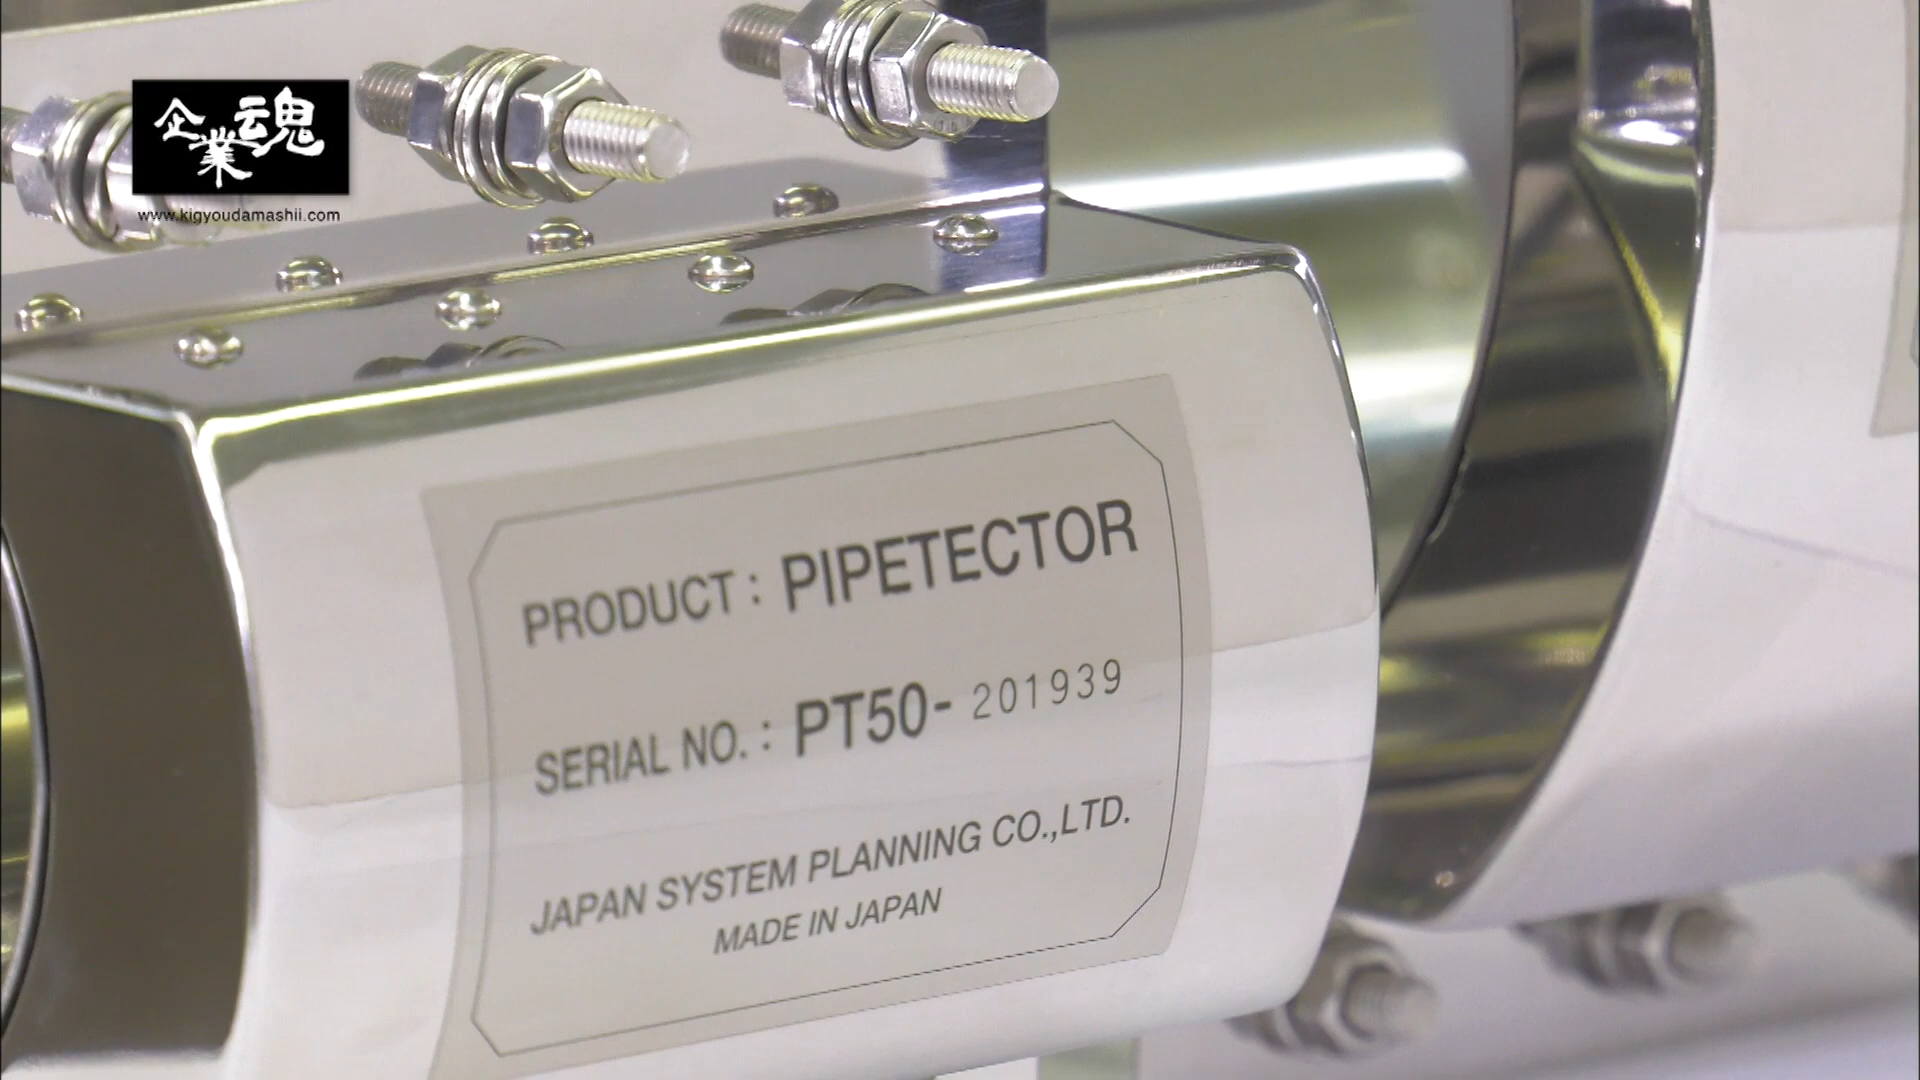 企業魂
www.kigyoudamashii.com
PRODUCT : PIPETECTOR
SERIAL NO. : PT50- 201939
JAPAN SYSTEM PLANNING CO.,LTD.
MADE IN JAPAN